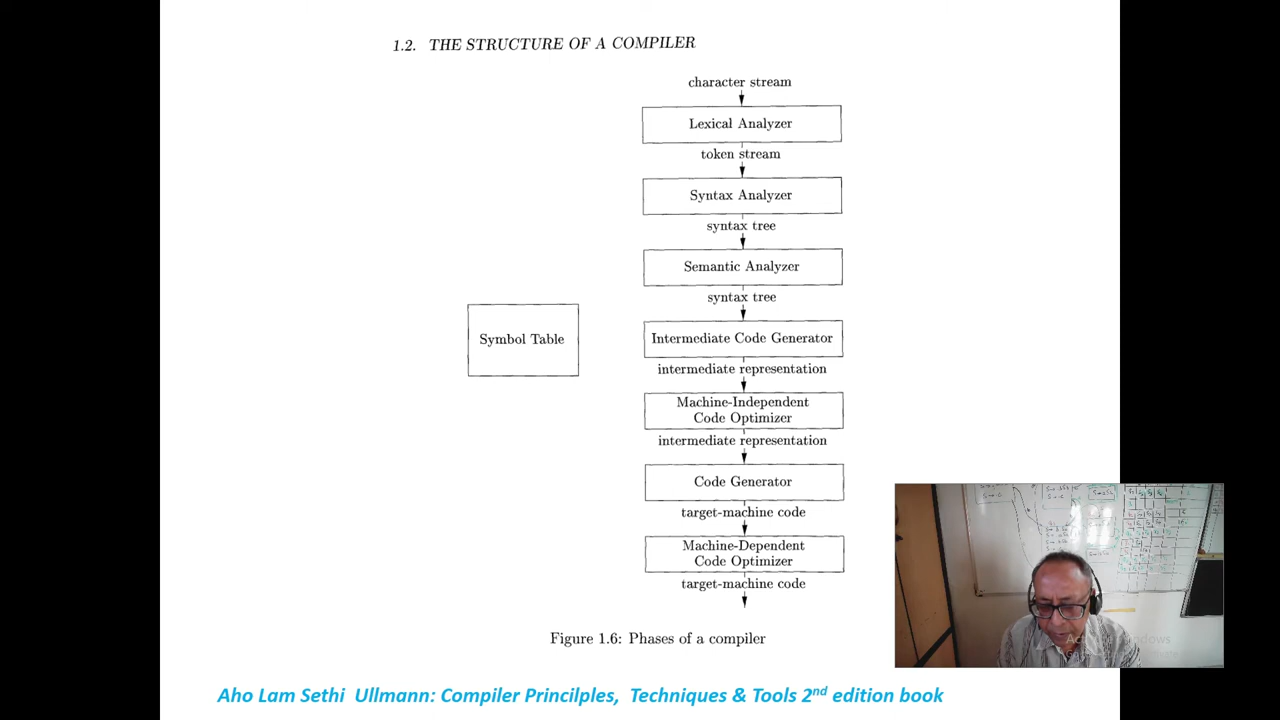 1.2. THE STRUCTURE OF A COMPILER
character stream
Lexical Analyzer
token stream
Syntax Analyzer
syntax tree
Semantic Analyzer
syntax tree
Symbol Table
Intermediate Code Generator
intermediate representation
Machine-Independent
Code Optimizer
intermediate representation
Code Generator
target-machine code
Machine-Dependent
Code Optimizer
target-machine code
Figure 1.6: Phases of a compiler
Aho Lam Sethi Ullmann: Compiler Princilples, Techniques & Tools 2nd edition book